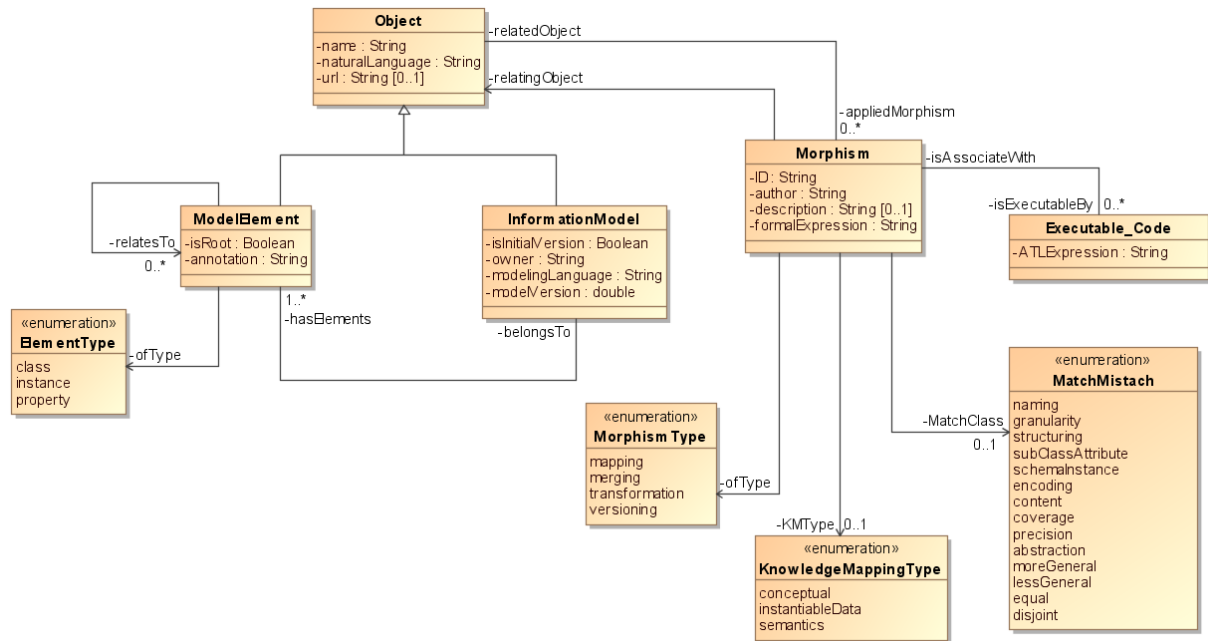 Object
-name : String
-naturalLanguage : String
-url : String [0..1]
-relatedObject
-relatingObject
-appliedMorphism
0..*
Morphism
-ID : String
-author : String
-description : String [0..1]
-formalExpression : String
-isAssociateWith
-isExecutableBy 0..*
Executable_Code
-ATLExpression : String
ModelElement
-isRoot : Boolean
-annotation : String
-relatesTo
0..*
InformationModel
-isInitialVersion : Boolean
-owner : String
-modelingLanguage : String
-modelVersion : double
1..*
-hasElements
-belongsTo
«enumeration»
ElementType
class
instance
property
-ofType
«enumeration»
MorphismType
mapping
merging
transformation
versioning
-ofType
-KMType 0..1
«enumeration»
KnowledgeMappingType
conceptual
instantiableData
semantics
-MatchClass
0..1
«enumeration»
MatchMistach
naming
granularity
structuring
subClassAttribute
schemaInstance
encoding
content
coverage
precision
abstraction
moreGeneral
lessGeneral
equal
disjoint